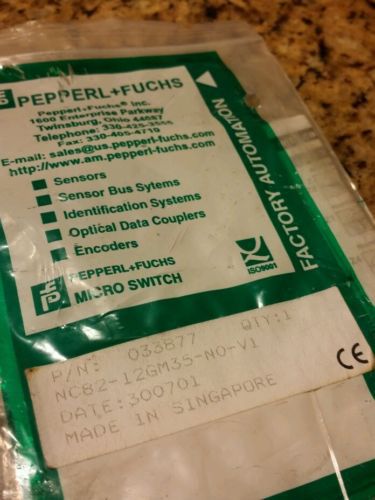 PEPPERL+FUCHS
Pepperl+Fuchs® Inc.
1600 Enterprise Parkway
Twinsburg, Ohio 44087
Telephone: 330-425-3555
Fax: 330-405-4710
E-mail: sales@us.pepperl-fuchs.com
http://www.am.pepperl-fuchs.com
Sensors
Sensor Bus Sytems
Identification Systems
Optical Data Couplers
Encoders
PEPPERL+FUCHS
MICRO SWITCH
ISO9001
FACTORY AUTOMATION
P/N: 033877 QTY:1
NCB2-12GM35-N0-V1
DATE:300701
MADE IN SINGAPORE
CE